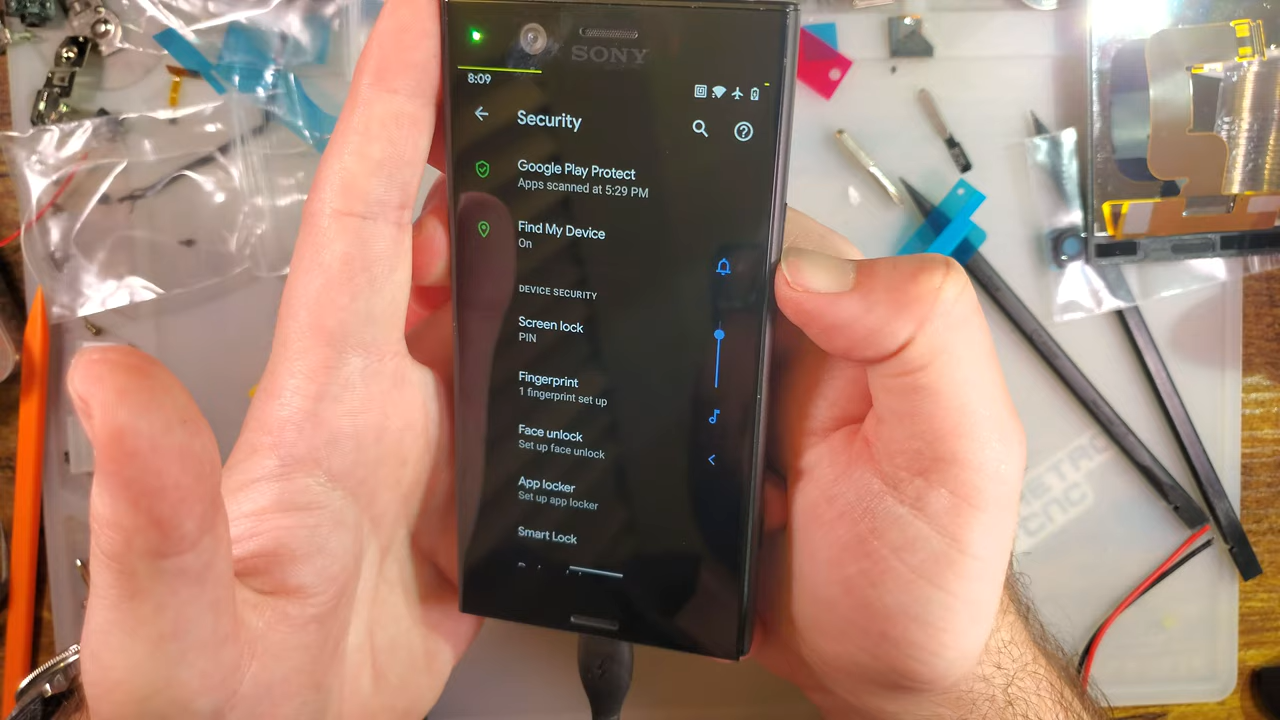 SONY
8:09
Security
Google Play Protect
Apps scanned at 5:29 PM
Find My Device
On
DEVICE SECURITY
Screen lock
PIN
Fingerprint
1 fingerprint set up
Face unlock
Set up face unlock
App locker
Set up app locker
Smart Lock
CNC